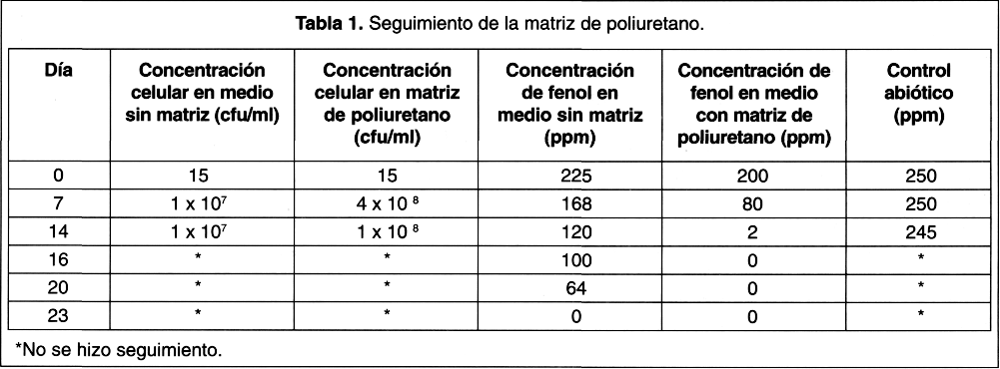 Tabla 1. Seguimiento de la matriz de poliuretano.
Día Concentración celular en medio sin matriz (cfu/ml) Concentración celular en matriz de poliuretano (cfu/ml) Concentración de fenol en medio sin matriz (ppm) Concentración de fenol en medio con matriz de poliuretano (ppm) Control abiótico (ppm)
0 15 15 225 200 250
7 1 x 10⁷ 4 x 10 ⁸ 168 80 250
14 1 x 10⁷ 1 x 10 ⁸ 120 2 245
16 * * 100 0 *
20 * * 64 0 *
23 * * 0 0 *
*No se hizo seguimiento.